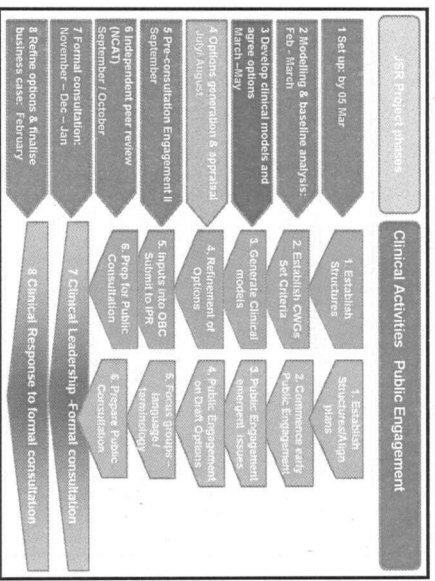 JSR Project phases
1 Set up: by 05 Mar
2 Modelling & baseline analysis:
Feb - March
3 Develop clinical models and
agree options
March –May
4 Options generation & appraisal
July/ August
5 Pre-consultation Engagement II
September
6 Independent peer review
(NCAT)
September / October
7 Formal consultation:
November – Dec – Jan
8 Refine options & finalise
business case: February
Clinical Activities Public Engagement
1. Establish
Structures
2. Establish CWGs
Set Criteria
3. Generate Clinical
models
4. Refinement of
Options
5. Inputs into OBC
Submit to IPR
6. Prep for Public
Consultation
1. Establish
Structures/Align
plans
2. Commence early
Public Engagement
3. Public Engagement
emergent issues
4. Public Engagement
on Draft Options
5. Focus groups –
language /
terminology
6. Prepare Public
Consultation
7 Clinical Leadership -Formal consultation
8 Clinical Response to formal consultation